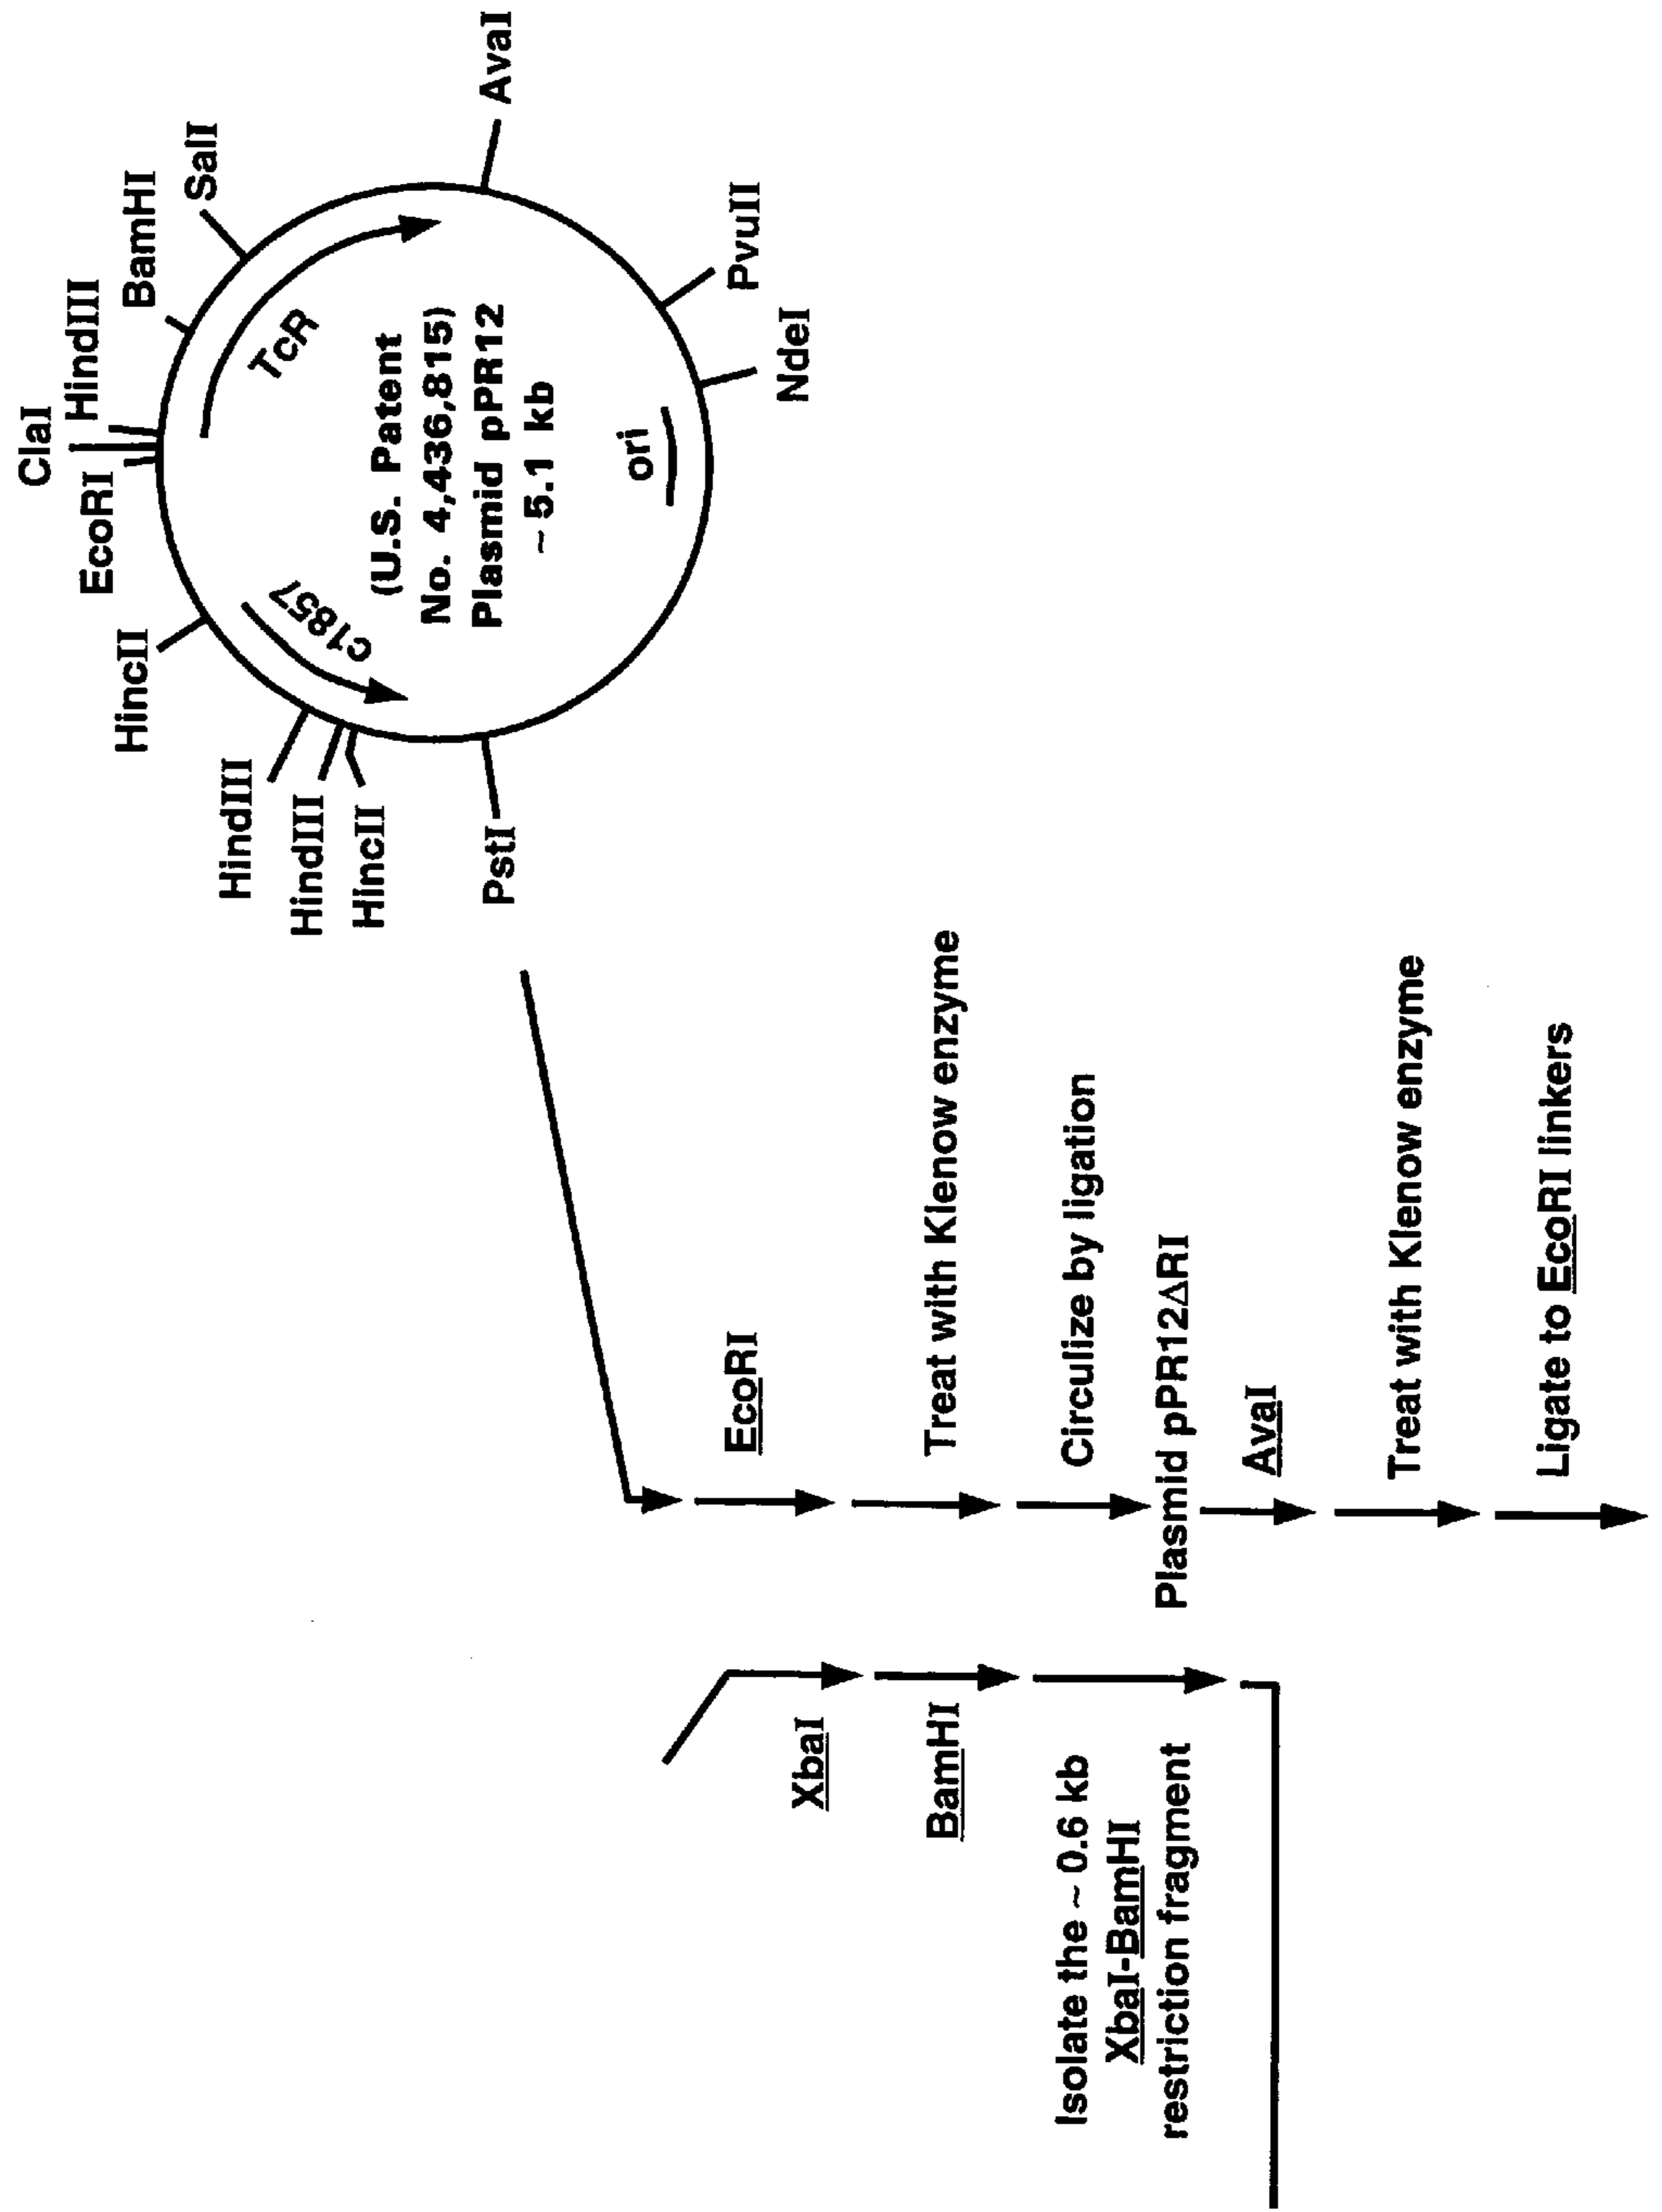 ClaI
EcoRI
HindIII
HincII
BamHI
SalI
HindIII
HindIII
HincII
c1857
TcR
(U.S. Patent
No. 4,436,815)
Plasmid pPR12
~ 5.1 kb
PstI
AvaI
ori
PvuII
NdeI
EcoRI
Treat with Klenow enzyme
Circulize by ligation
Plasmid pPR12ΔRI
AvaI
Treat with Klenow enzyme
Ligate to EcoRI linkers
XbaI
BamHI
Isolate the ~ 0.6 kb
XbaI-BamHI
restriction fragment